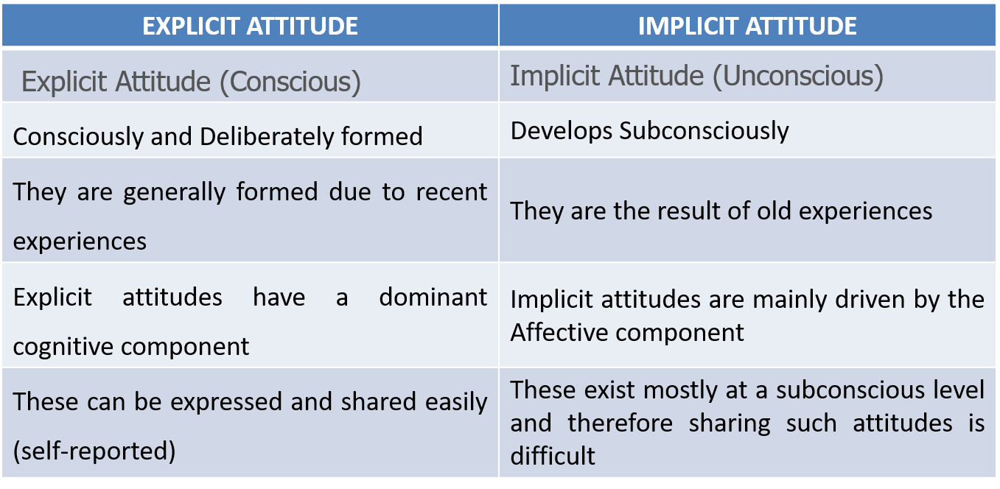 EXPLICIT ATTITUDE
IMPLICIT ATTITUDE
Explicit Attitude (Conscious)
Implicit Attitude (Unconscious)
Consciously and Deliberately formed
Develops Subconsciously
They are generally formed due to recent
experiences
They are the result of old experiences
Explicit attitudes have a dominant
cognitive component
Implicit attitudes are mainly driven by the
Affective component
These can be expressed and shared easily
(self-reported)
These exist mostly at a subconscious level
and therefore sharing such attitudes is
difficult